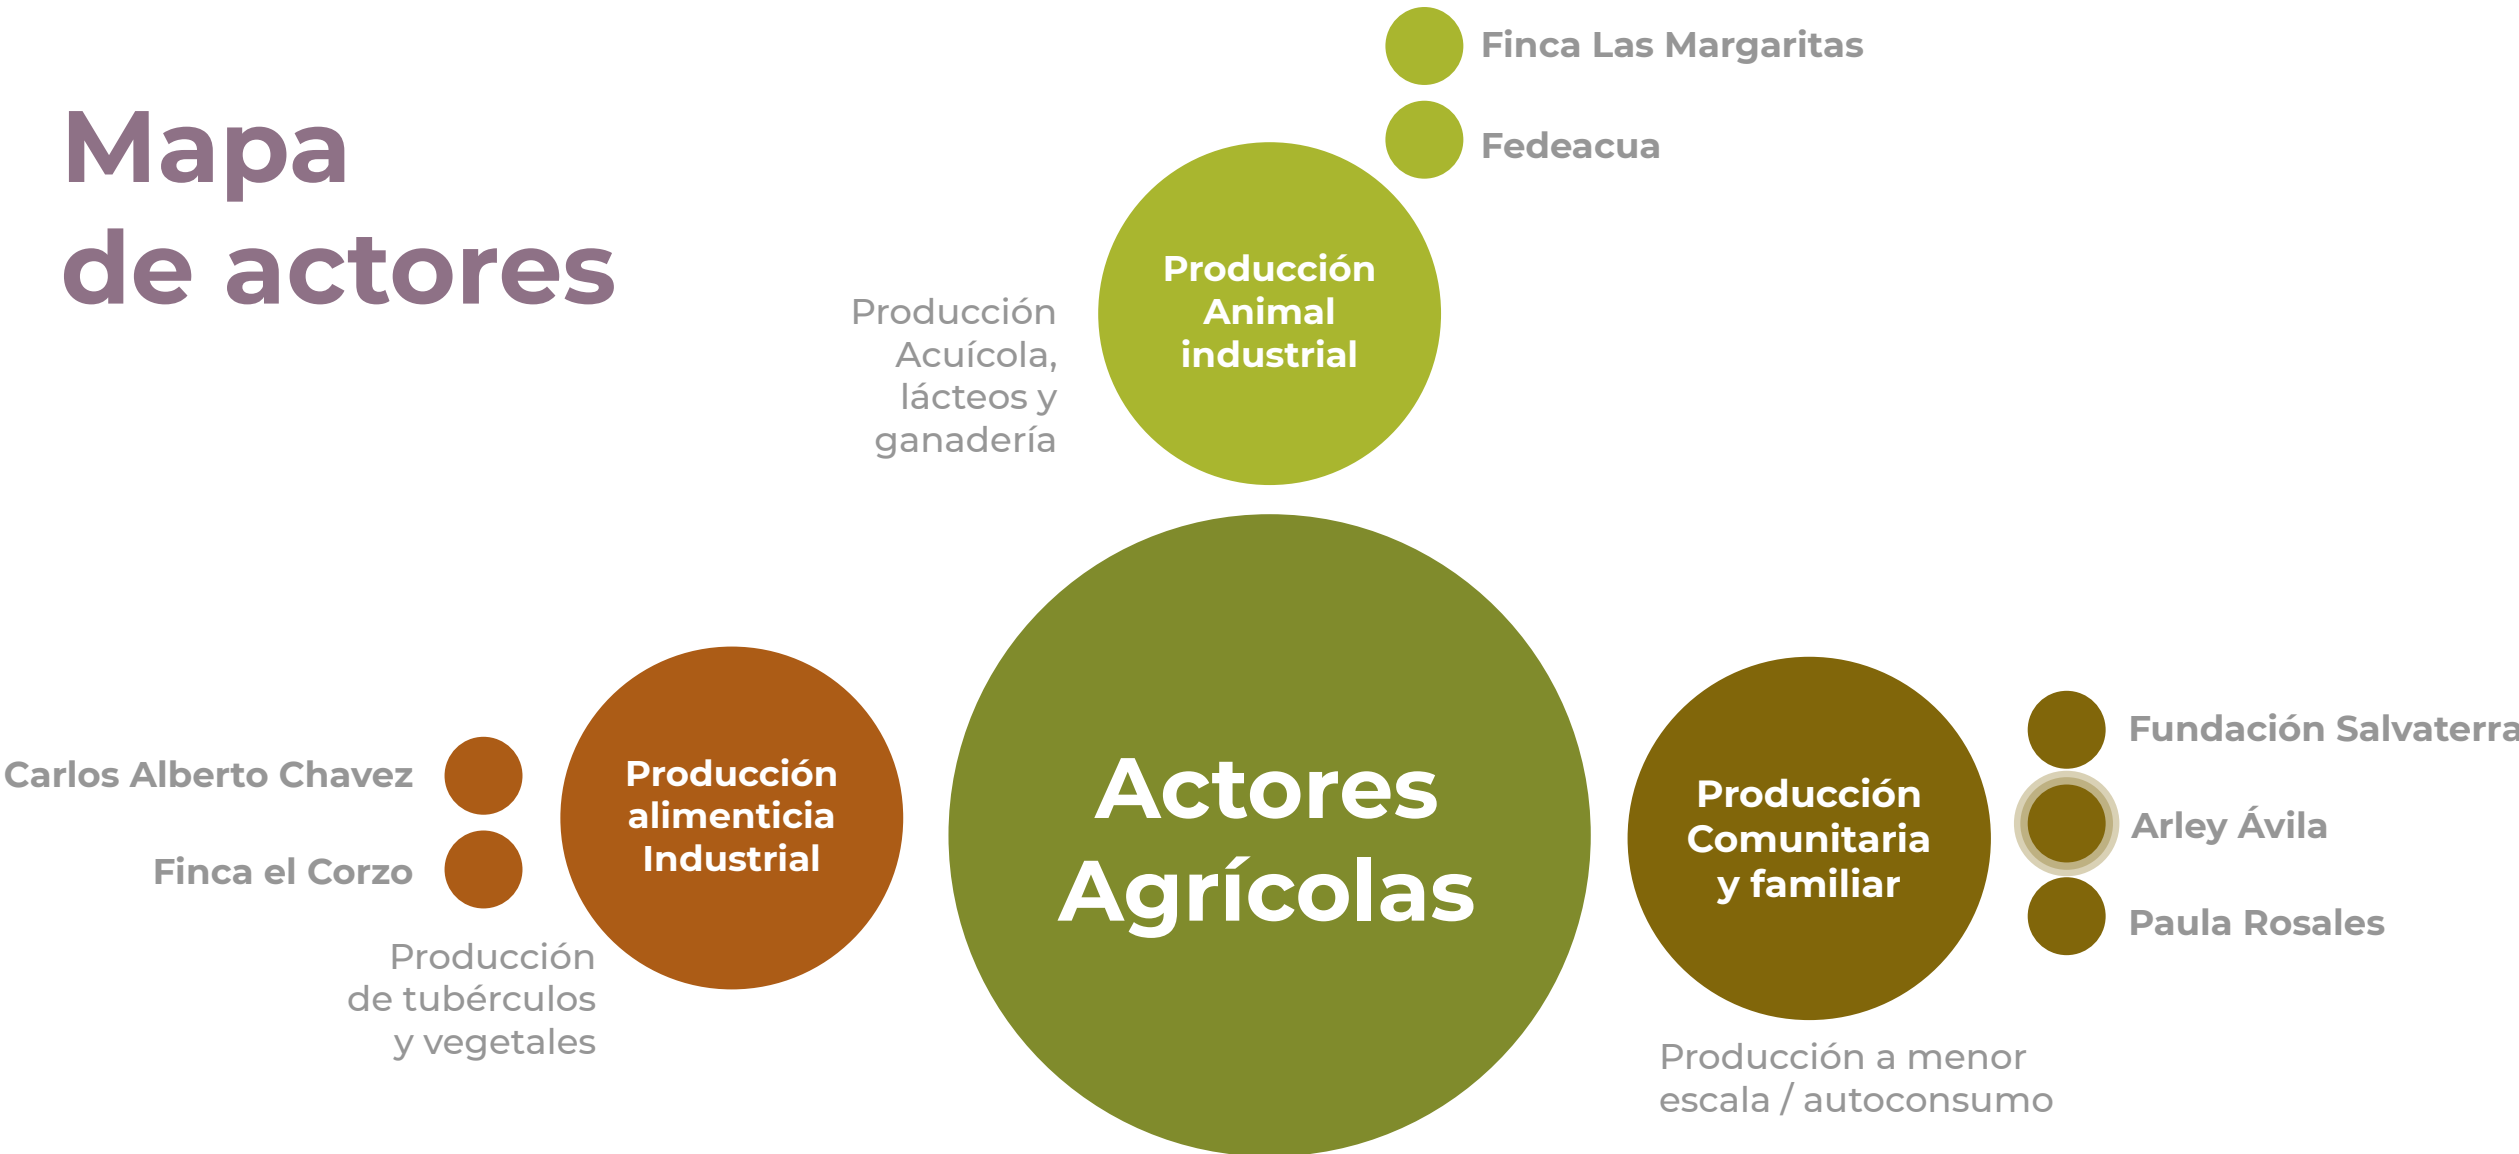 Mapa
de actores
Finca Las Margaritas
Fedeacua
Producción
Animal
industrial
Producción
Acuícola,
lácteos y
ganadería
Actores
Agrícolas
Carlos Alberto Chavez
Finca el Corzo
Producción
alimenticia
Industrial
Producción
de tubérculos
y vegetales
Producción
Comunitaria
y familiar
Fundación Salvaterra
Arley Ávila
Paula Rosales
Producción a menor
escala / autoconsumo